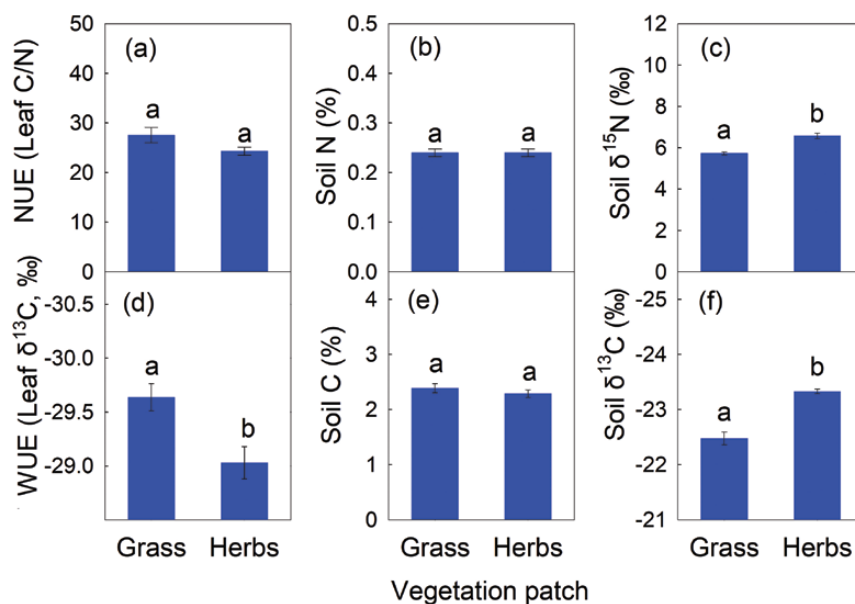 NUE (Leaf C/N)
50
40
30
20
10
0
(a)
a
a
Soil N (%)
0.5
0.4
0.3
0.2
0.1
0.0
(b)
a
a
Soil δ¹⁵N (‰)
12
10
8
6
4
2
0
(c)
a
b
WUE (Leaf δ¹³C, ‰)
-30.5
-30.0
-29.5
-29.0
(d)
a
b
Grass Herbs
Soil C (%)
4
3
2
1
0
(e)
a
a
Grass Herbs
Soil δ¹³C (‰)
-25
-24
-23
-22
-21
(f)
a
b
Grass Herbs
Vegetation patch